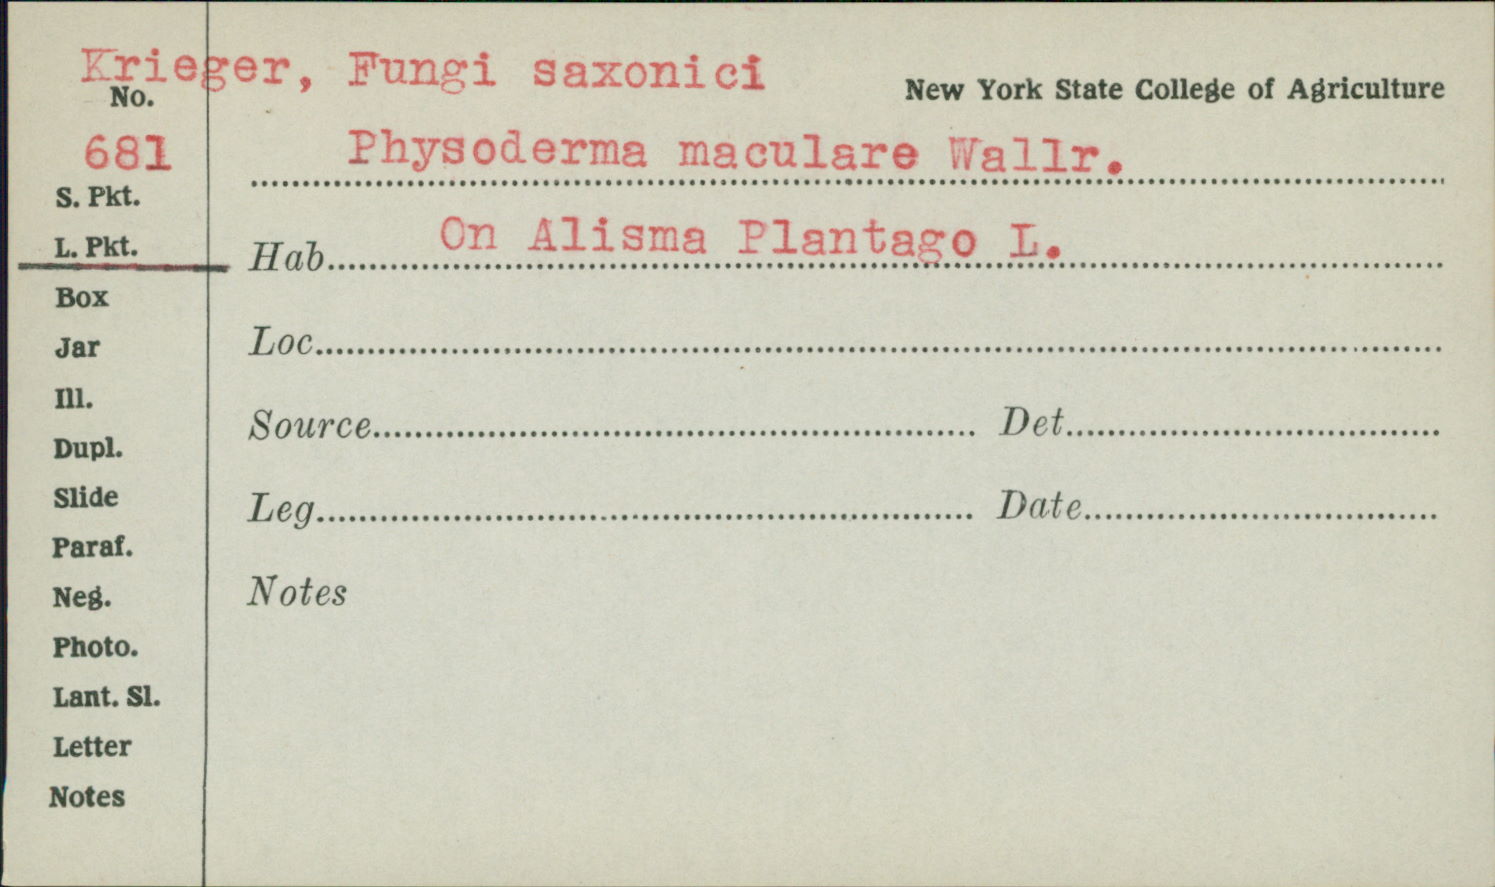 Krieger, Fungi saxonici
No.
New York State College of Agriculture
681
Physoderma maculare Wallr.
S. Pkt.
L. Pkt.
Hab. On Alisma Plantago L.
Box
Jar
Loc.
Ill.
Source
Det.
Dupl.
Slide
Leg.
Date
Paraf.
Neg.
Notes
Photo.
Lant. Sl.
Letter
Notes